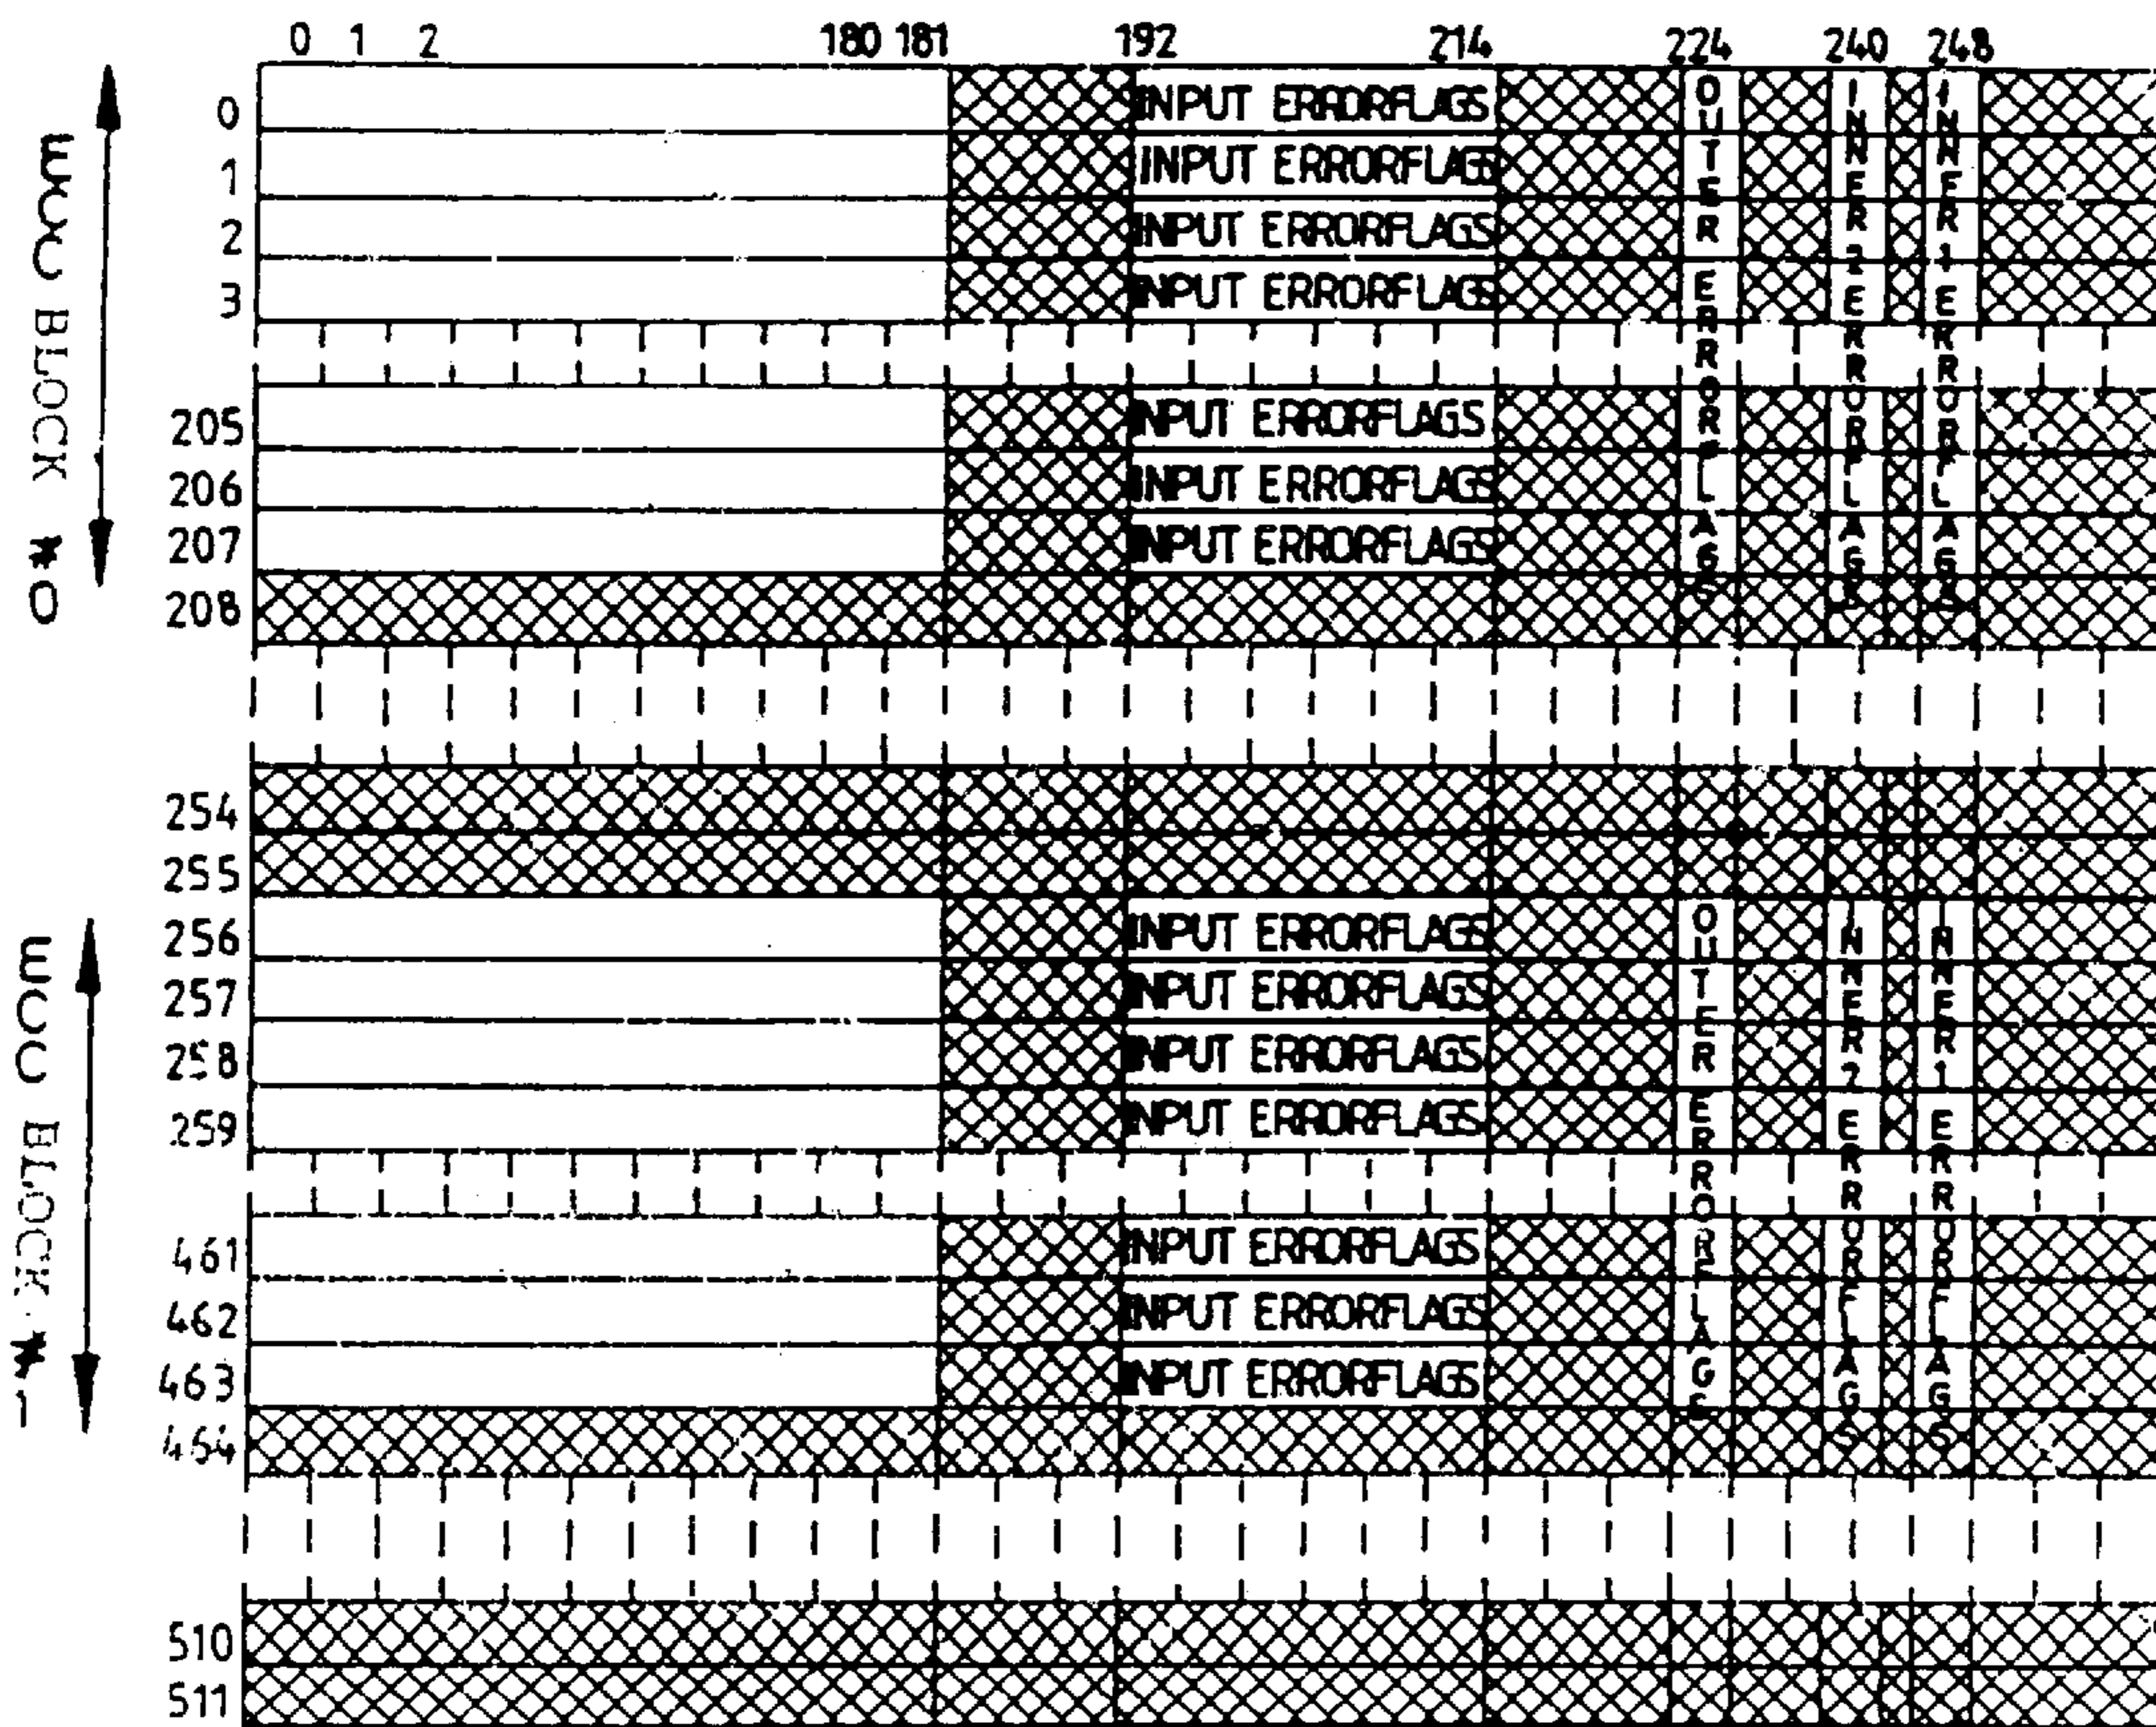 0 1 2 180 181 192 214 224 240 248
0 INPUT ERRORFLAGS
1 INPUT ERRORFLAGS
2 INPUT ERRORFLAGS
3 INPUT ERRORFLAGS
205 INPUT ERRORFLAGS
206 INPUT ERRORFLAGS
207 INPUT ERRORFLAGS
208
OUTER ERRORFLAGS
INNER 2 ERRORFLAGS
INNER 1 ERRORFLAGS
ECC BLOCK #0
254
255
256 INPUT ERRORFLAGS
257 INPUT ERRORFLAGS
258 INPUT ERRORFLAGS
259 INPUT ERRORFLAGS
461 INPUT ERRORFLAGS
462 INPUT ERRORFLAGS
463 INPUT ERRORFLAGS
464
OUTER ERRORFLAGS
INNER 2 ERRORFLAGS
INNER 1 ERRORFLAGS
ECC BLOCK #1
510
511